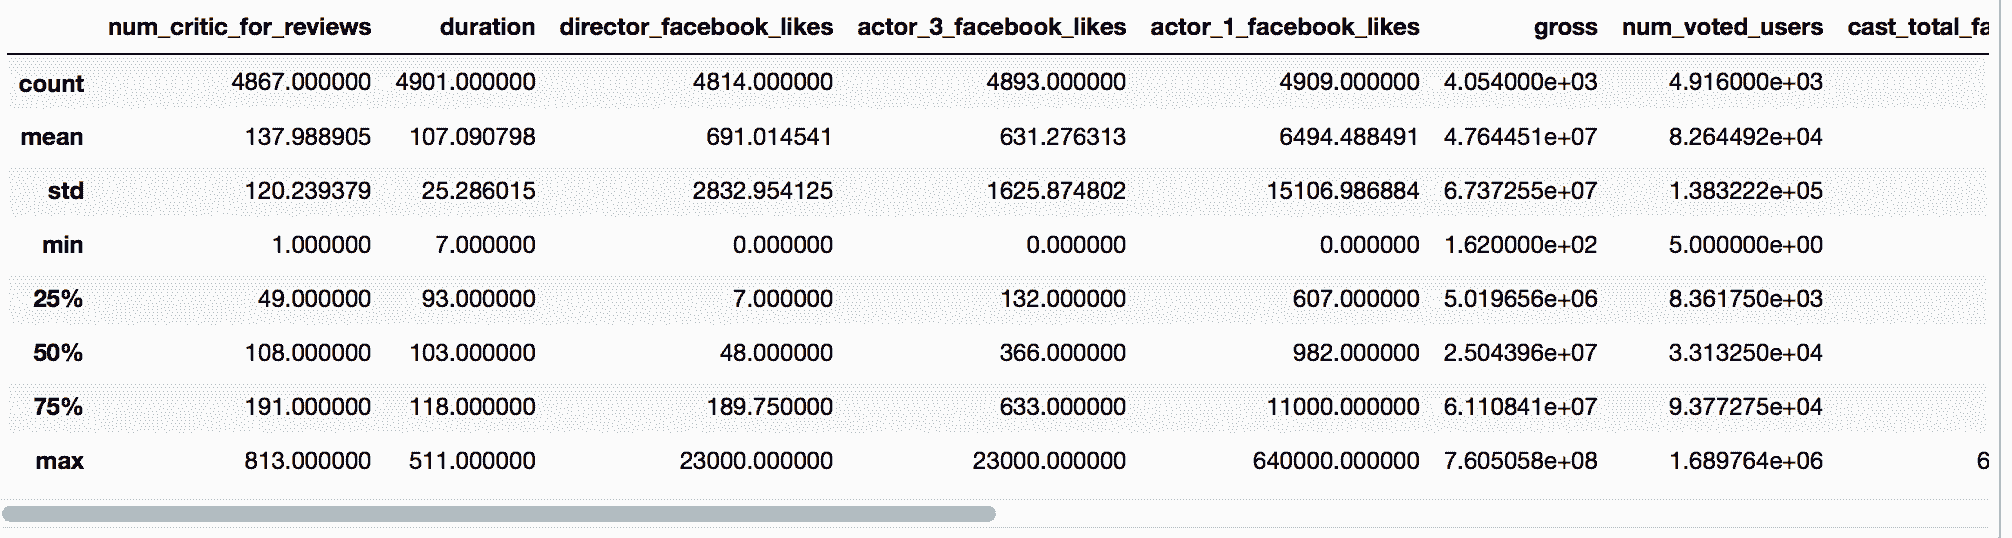 num_critic_for_reviews duration director_facebook_likes actor_3_facebook_likes actor_1_facebook_likes gross num_voted_users cast_total_fa
count 4867.000000 4901.000000 4814.000000 4893.000000 4909.000000 4.054000e+03 4.916000e+03
mean 137.988905 107.090798 691.014541 631.276313 6494.488491 4.764451e+07 8.264492e+04
std 120.239379 25.286015 2832.954125 1625.874802 15106.986884 6.737255e+07 1.383222e+05
min 1.000000 7.000000 0.000000 0.000000 0.000000 1.620000e+02 5.000000e+00
25% 49.000000 93.000000 7.000000 132.000000 607.000000 5.019656e+06 8.361750e+03
50% 108.000000 103.000000 48.000000 366.000000 982.000000 2.504396e+07 3.313250e+04
75% 191.000000 118.000000 189.750000 633.000000 11000.000000 6.110841e+07 9.377275e+04
max 813.000000 511.000000 23000.000000 23000.000000 640000.000000 7.605058e+08 1.689764e+06 6